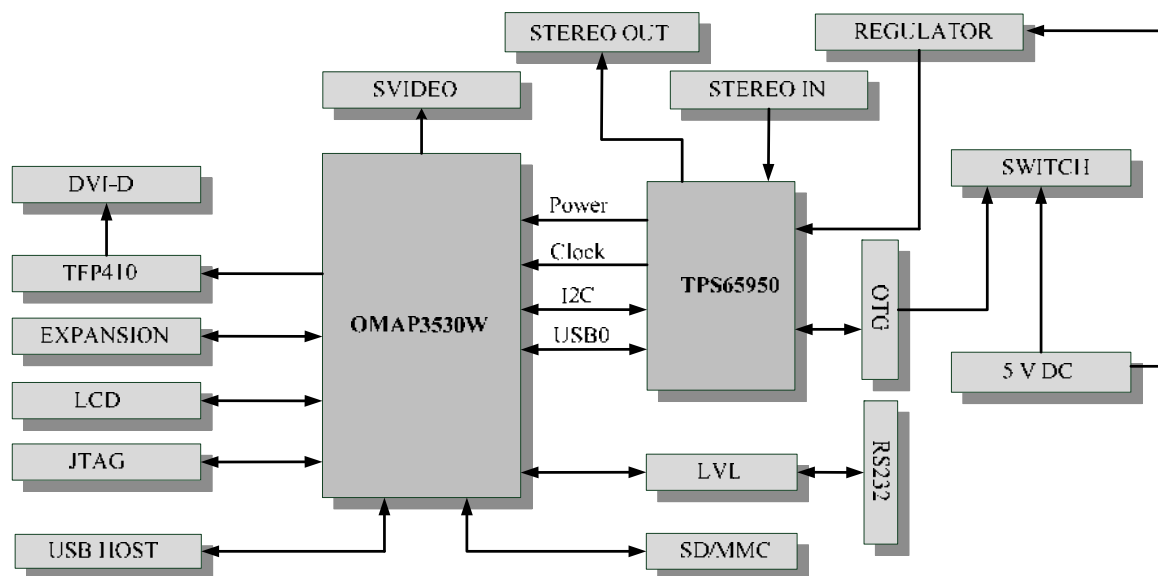 STEREO OUT
REGULATOR
SVIDEO
STEREO IN
DVI-D
SWITCH
Power
Clock
TFP410
TPS65950
I2C
OTG
OMAP3530W
EXPANSION
USB0
5 V DC
LCD
JTAG
LVL
RS232
USB HOST
SD/MMC